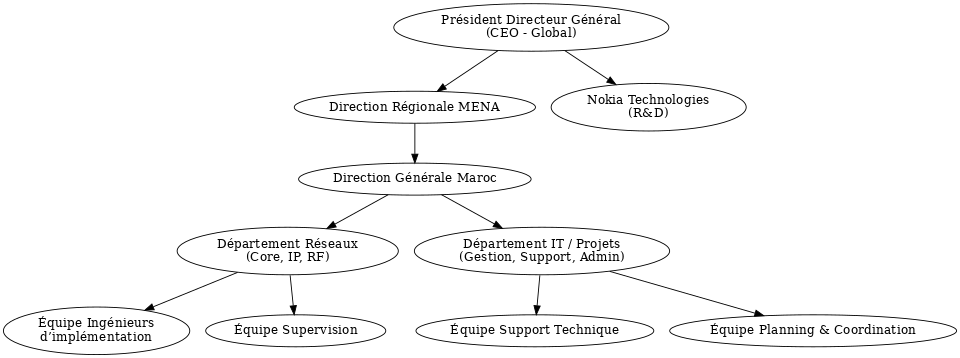 Président Directeur Général
(CEO - Global)
Direction Régionale MENA
Nokia Technologies
(R&D)
Direction Générale Maroc
Département Réseaux
(Core, IP, RF)
Département IT / Projets
(Gestion, Support, Admin)
Équipe Ingénieurs
d’implémentation
Équipe Supervision
Équipe Support Technique
Équipe Planning & Coordination